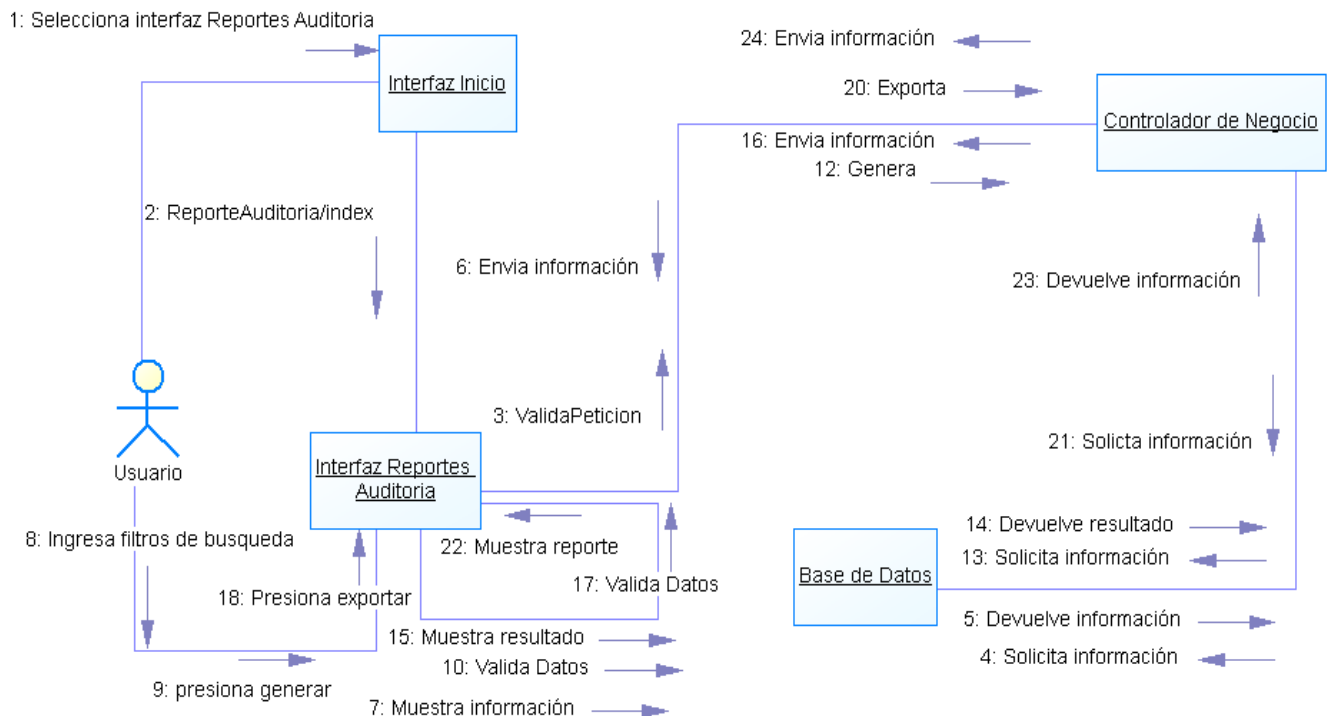 1: Selecciona interfaz Reportes Auditoria
24: Envia información
Interfaz Inicio
20: Exporta
Controlador de Negocio
16: Envia información
12: Genera
2: ReporteAuditoria/index
6: Envia información
23: Devuelve información
3: ValidaPeticion
21: Solicta información
Usuario
Interfaz Reportes
Auditoria
8: Ingresa filtros de busqueda
22: Muestra reporte
14: Devuelve resultado
13: Solicita información
Base de Datos
17: Valida Datos
18: Presiona exportar
15: Muestra resultado
10: Valida Datos
5: Devuelve información
4: Solicita información
9: presiona generar
7: Muestra información